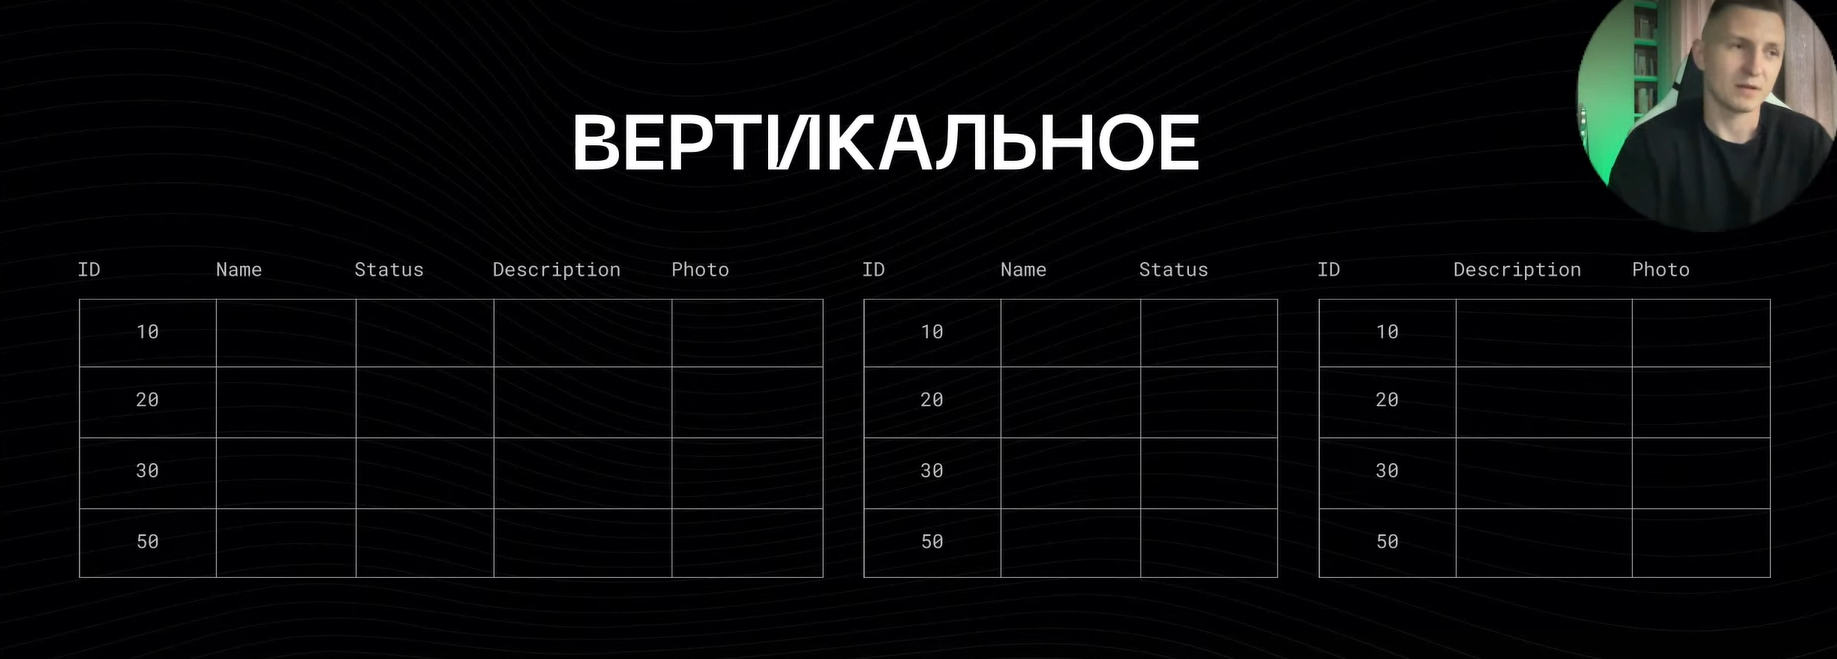 ВЕРТИКАЛЬНОЕ
ID Name Status Description Photo ID Name Status ID Description Photo
10 10 10
20 20 20
30 30 30
50 50 50